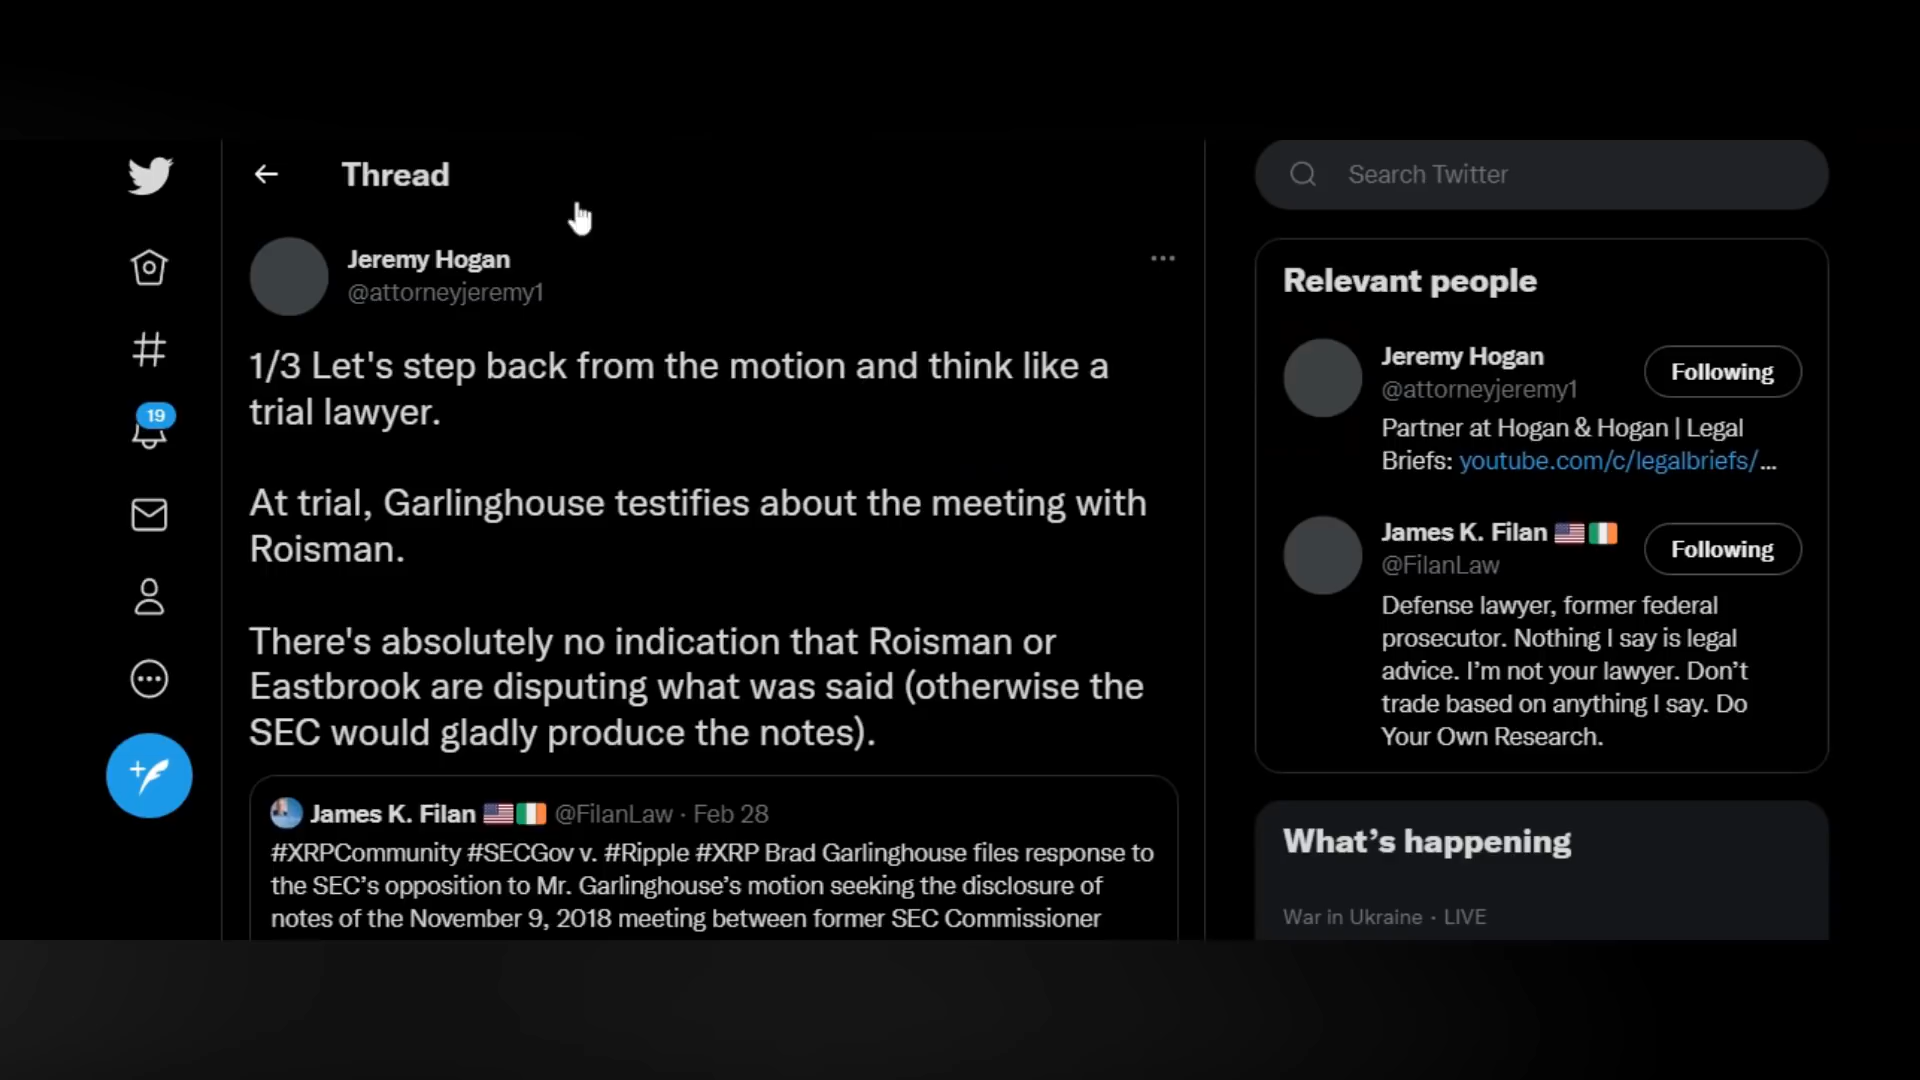 Thread
Jeremy Hogan
@attorneyjeremy1
1/3 Let's step back from the motion and think like a
trial lawyer.
At trial, Garlinghouse testifies about the meeting with
Roisman.
There's absolutely no indication that Roisman or
Eastbrook are disputing what was said (otherwise the
SEC would gladly produce the notes).
James K. Filan 🇺🇸🇮🇪 @FilanLaw · Feb 28
#XRPCommunity #SECGov v. #Ripple #XRP Brad Garlinghouse files response to
the SEC’s opposition to Mr. Garlinghouse’s motion seeking the disclosure of
notes of the November 9, 2018 meeting between former SEC Commissioner
19
Search Twitter
Relevant people
Jeremy Hogan
@attorneyjeremy1
Following
Partner at Hogan & Hogan | Legal
Briefs: youtube.com/c/legalbriefs/...
James K. Filan 🇺🇸🇮🇪
@FilanLaw
Following
Defense lawyer, former federal
prosecutor. Nothing I say is legal
advice. I’m not your lawyer. Don’t
trade based on anything I say. Do
Your Own Research.
What’s happening
War in Ukraine · LIVE